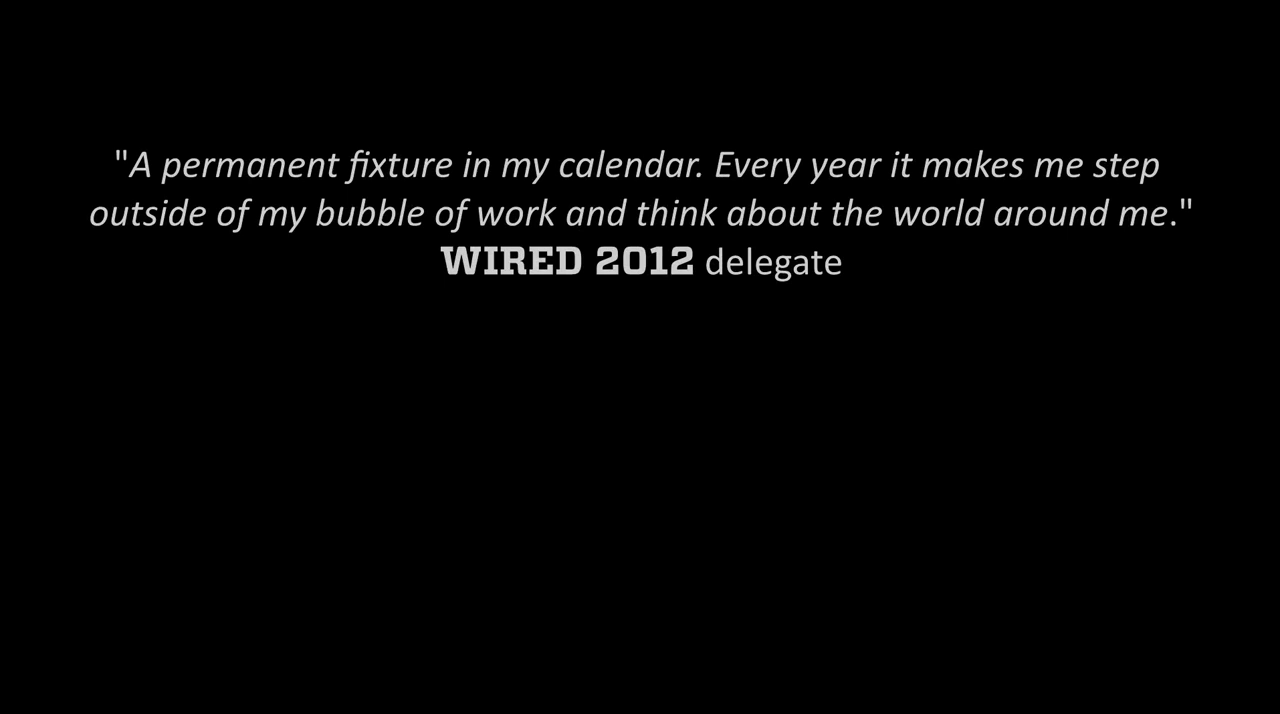 "A permanent fixture in my calendar. Every year it makes me step
outside of my bubble of work and think about the world around me."
WIRED 2012 delegate